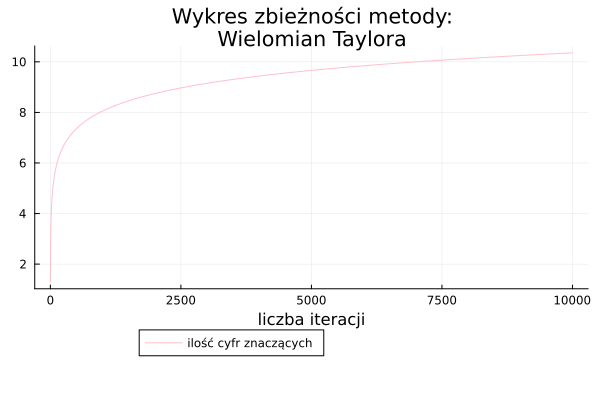 Wykres zbieżności metody:
Wielomian Taylora
10
8
6
4
2
0 2500 5000 7500 10000
liczba iteracji
ilość cyfr znaczących